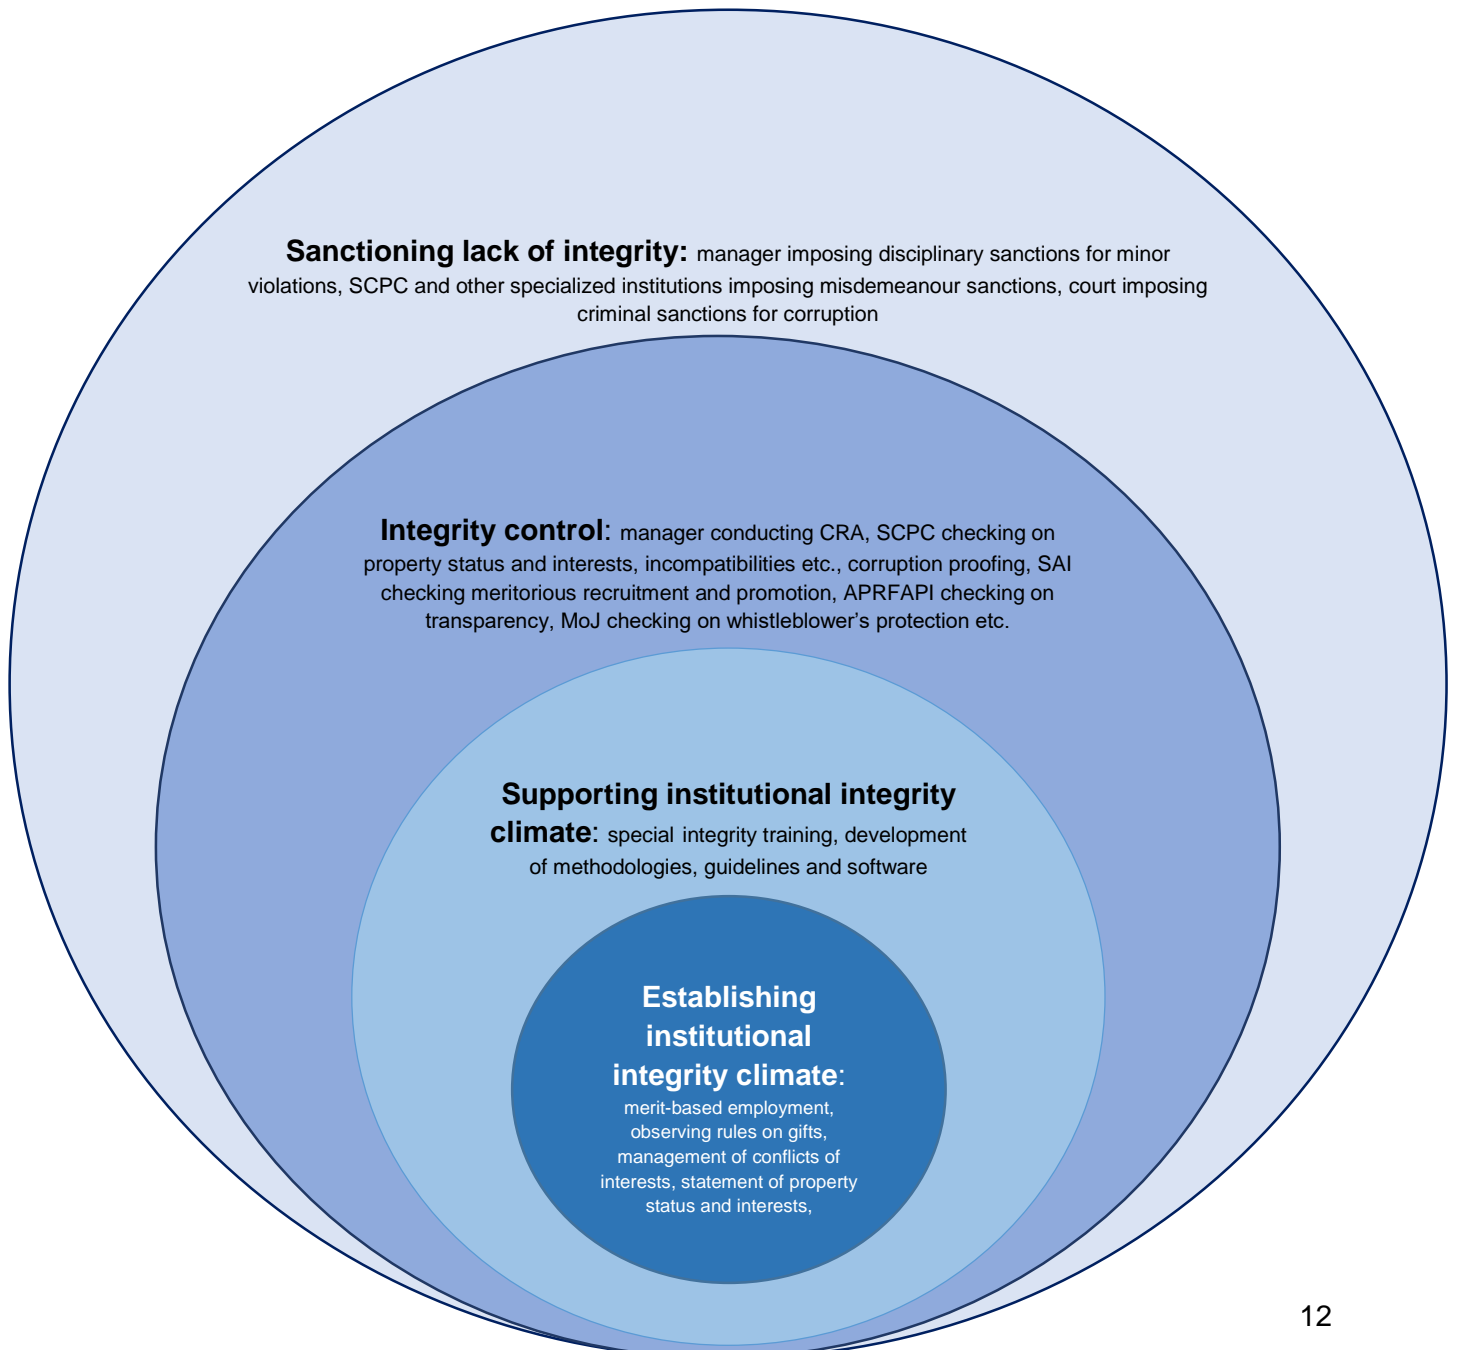 Sanctioning lack of integrity: manager imposing disciplinary sanctions for minor
violations, SCPC and other specialized institutions imposing misdemeanour sanctions, court imposing
criminal sanctions for corruption
Integrity control: manager conducting CRA, SCPC checking on
property status and interests, incompatibilities etc., corruption proofing, SAI
checking meritorious recruitment and promotion, APRFAPI checking on
transparency, MoJ checking on whistleblower’s protection etc.
Supporting institutional integrity
climate: special integrity training, development
of methodologies, guidelines and software
Establishing
institutional
integrity climate:
merit-based employment,
observing rules on gifts,
management of conflicts of
interests, statement of property
status and interests,
12